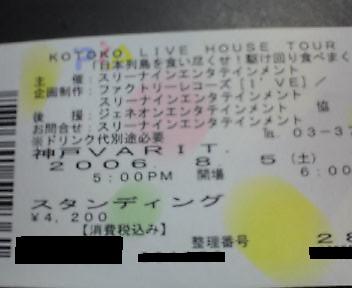 KOTOKO LIVE HOUSE TOUR
「日本列島を食い尽くせ！駆け回り食べまく
主　催：スリーナインエンタテインメント
企画制作：ファクトリーレコーズ［I'VE］/
スリーナインエンタテインメント　協
後　援：ジェネオンエンタテインメント
お問合せ：スリーナインエンタテインメント
※ドリンク代別途必要　TEL 03-3
神戸VARIT.
2006. 8. 5 (土)
5:00PM 開場　6:00
スタンディング
¥4,200
【消費税込み】
整理番号　28